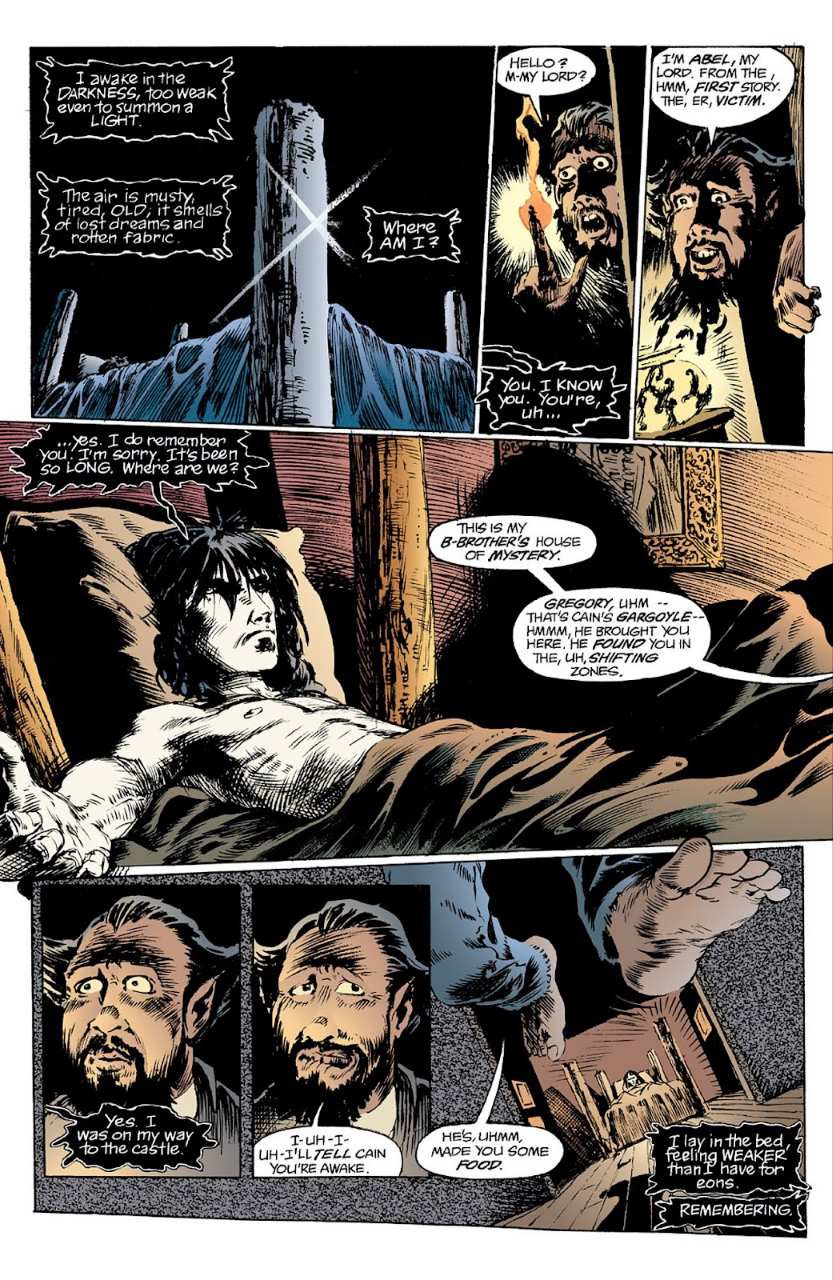 I awake in the
DARKNESS, too weak
even to summon a
LIGHT.
The air is musty,
tired, OLD; it smells
of lost dreams and
rotten fabric.
Where
AM I?
HELLO?
M-MY LORD?
You. I KNOW
you. You're,
uh...
I'M ABEL, MY
LORD. FROM THE,
HMM, FIRST STORY.
THE, ER, VICTIM.
...yes. I do remember
you. I'm sorry. It's been
so LONG. Where are we?
THIS IS MY
B-BROTHER'S HOUSE
OF MYSTERY.
GREGORY, UHM --
THAT'S CAIN'S GARGOYLE--
HMMM, HE BROUGHT YOU
HERE. HE FOUND YOU IN
THE, UH, SHIFTING
ZONES.
Yes. I
was on my way
to the castle.
I-UH-I-
UH-I'LL TELL CAIN
YOU'RE AWAKE.
HE'S, UHMM,
MADE YOU SOME
FOOD.
I lay in the bed,
feeling WEAKER
than I have for
eons.
REMEMBERING.